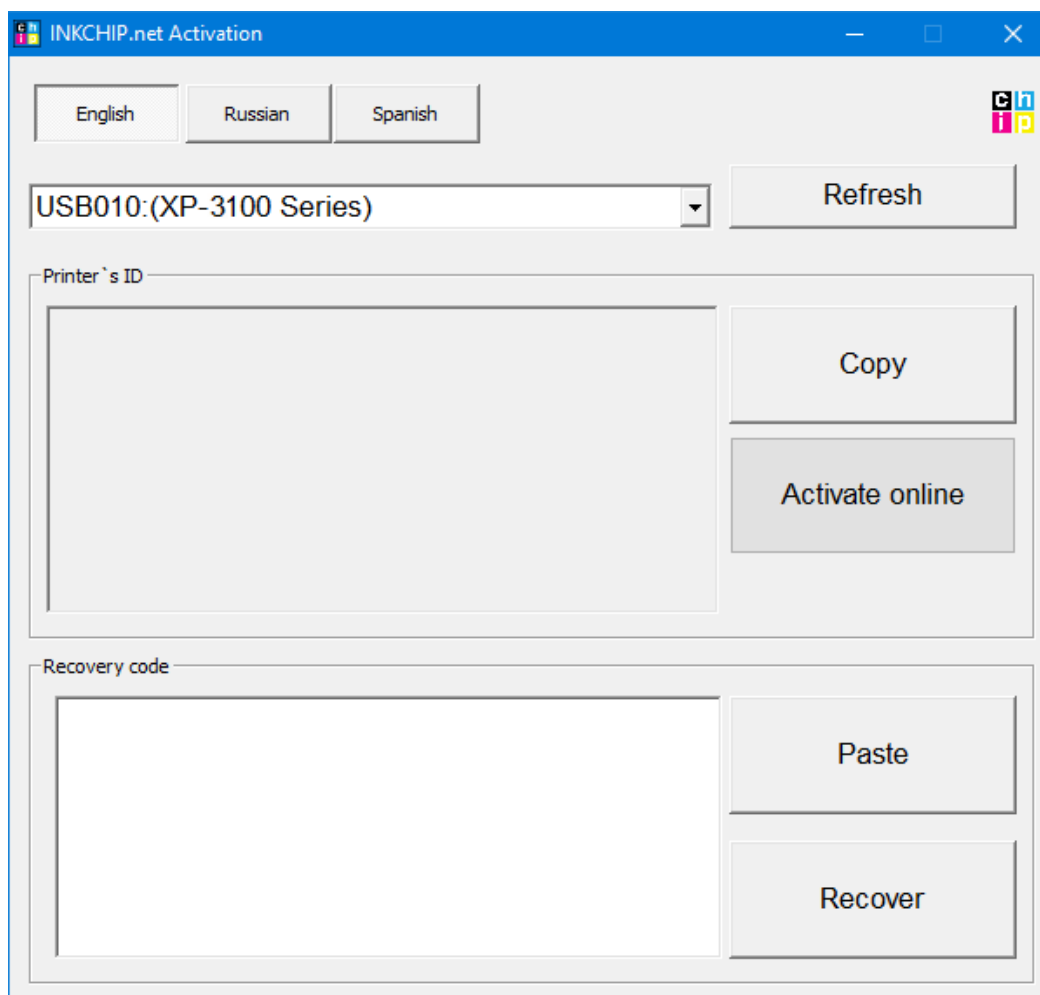 INKCHIP.net Activation
English
Russian
Spanish
chip
USB010:(XP-3100 Series)
Refresh
Printer`s ID
Copy
Activate online
Recovery code
Paste
Recover